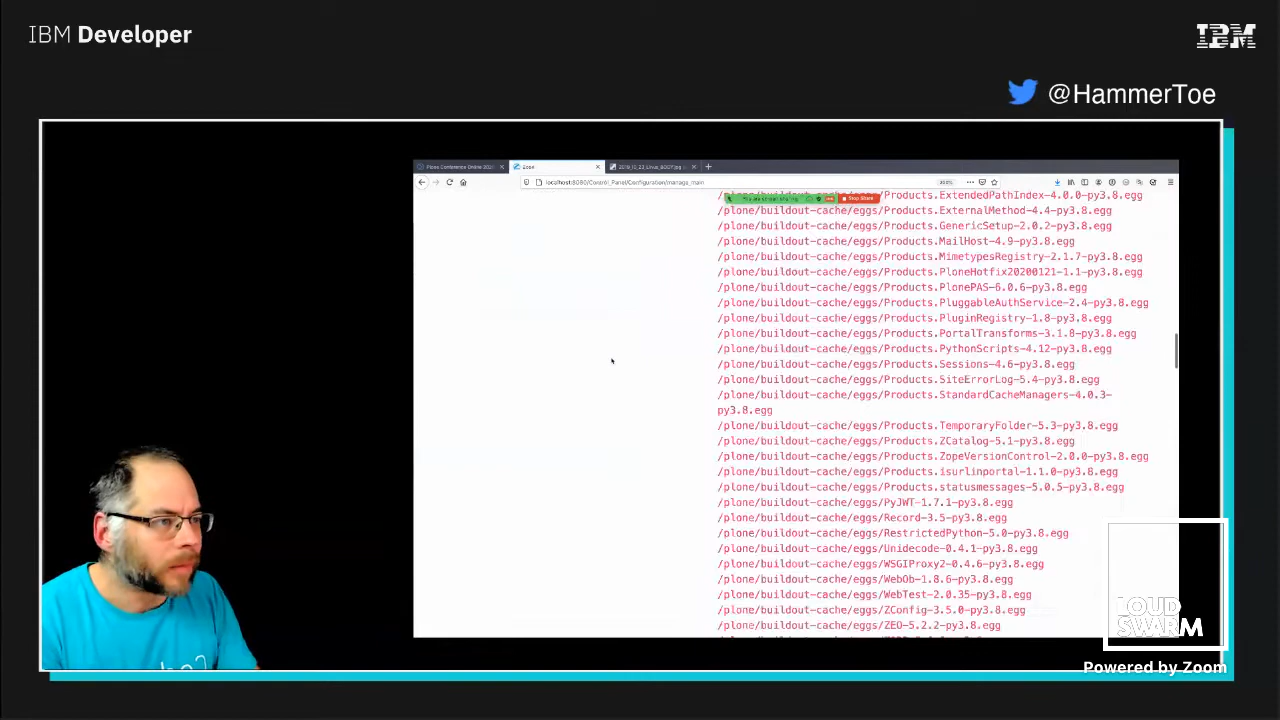 IBM Developer
IBM
@HammerToe
Plone Conference Online 202
Zope
localhost:8080/Control_Panel/Configuration/manage_main
Stop Share
/plone/buildout-cache/eggs/Products.ExtendedPathIndex-4.0.0-py3.8.egg
/plone/buildout-cache/eggs/Products.ExternalMethod-4.4-py3.8.egg
/plone/buildout-cache/eggs/Products.GenericSetup-2.0.2-py3.8.egg
/plone/buildout-cache/eggs/Products.MailHost-4.9-py3.8.egg
/plone/buildout-cache/eggs/Products.MimetypesRegistry-2.1.7-py3.8.egg
/plone/buildout-cache/eggs/Products.PloneHotfix20200121-1.1-py3.8.egg
/plone/buildout-cache/eggs/Products.PlonePAS-6.0.6-py3.8.egg
/plone/buildout-cache/eggs/Products.PluggableAuthService-2.4-py3.8.egg
/plone/buildout-cache/eggs/Products.PluginRegistry-1.8-py3.8.egg
/plone/buildout-cache/eggs/Products.PortalTransforms-3.1.8-py3.8.egg
/plone/buildout-cache/eggs/Products.PythonScripts-4.12-py3.8.egg
/plone/buildout-cache/eggs/Products.Sessions-4.6-py3.8.egg
/plone/buildout-cache/eggs/Products.SiteErrorLog-5.4-py3.8.egg
/plone/buildout-cache/eggs/Products.StandardCacheManagers-4.0.3-
py3.8.egg
/plone/buildout-cache/eggs/Products.TemporaryFolder-5.3-py3.8.egg
/plone/buildout-cache/eggs/Products.ZCatalog-5.1-py3.8.egg
/plone/buildout-cache/eggs/Products.ZopeVersionControl-2.0.0-py3.8.egg
/plone/buildout-cache/eggs/Products.isurlinportal-1.1.0-py3.8.egg
/plone/buildout-cache/eggs/Products.statusmessages-5.0.5-py3.8.egg
/plone/buildout-cache/eggs/PyJWT-1.7.1-py3.8.egg
/plone/buildout-cache/eggs/Record-3.5-py3.8.egg
/plone/buildout-cache/eggs/RestrictedPython-5.0-py3.8.egg
/plone/buildout-cache/eggs/Unidecode-0.4.1-py3.8.egg
/plone/buildout-cache/eggs/WSGIProxy2-0.4.6-py3.8.egg
/plone/buildout-cache/eggs/WebOb-1.8.6-py3.8.egg
/plone/buildout-cache/eggs/WebTest-2.0.35-py3.8.egg
/plone/buildout-cache/eggs/ZConfig-3.5.0-py3.8.egg
/plone/buildout-cache/eggs/ZEO-5.2.2-py3.8.egg
LOUD
SWARM
Powered by Zoom